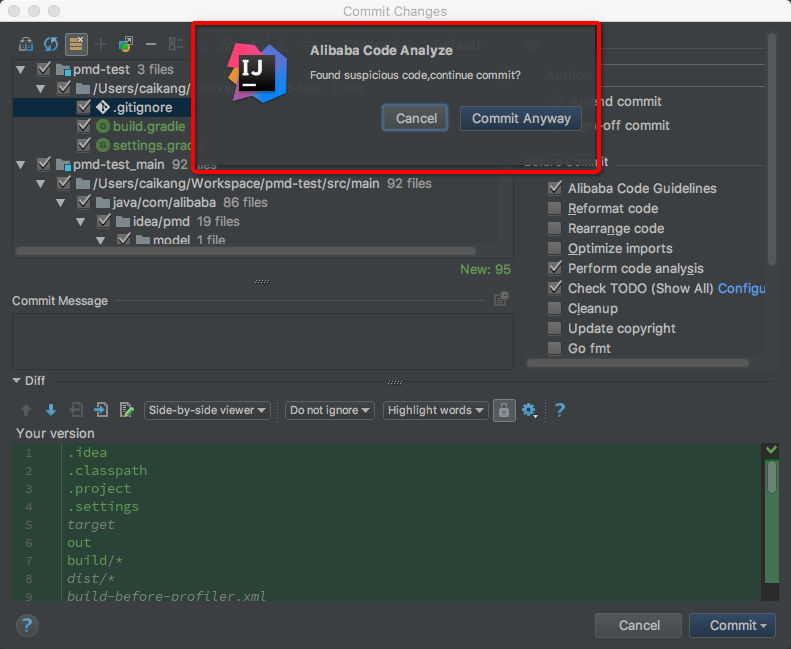 Commit Changes
Alibaba Code Analyze
Found suspicious code,continue commit?
Cancel
Commit Anyway
IJ
pmd-test 3 files
/Users/caikang/
.gitignore
build.gradle
settings.grad
pmd-test_main 92 files
/Users/caikang/Workspace/pmd-test/src/main 92 files
java/com/alibaba 86 files
idea/pmd 19 files
model 1 file
New: 95
Amend commit
-off commit
Before Commit
Alibaba Code Guidelines
Reformat code
Rearrange code
Optimize imports
Perform code analysis
Check TODO (Show All) Configu
Cleanup
Update copyright
Go fmt
Commit Message
Diff
Side-by-side viewer
Do not ignore
Highlight words
?
Your version
1 .idea
2 .classpath
3 .project
4 .settings
5 target
6 out
7 build/*
8 dist/*
9 build-before-profiler.xml
?
Cancel
Commit